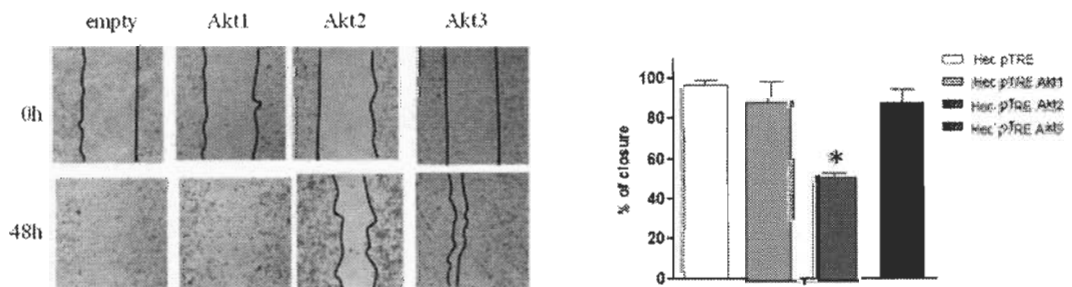 empty Akt1 Akt2 Akt3
0h
48h
% of closure
100
80
60
40
20
0
*
Hec pTRE
Hec pTRE Akt1
Hec pTRE Akt2
Hec pTRE